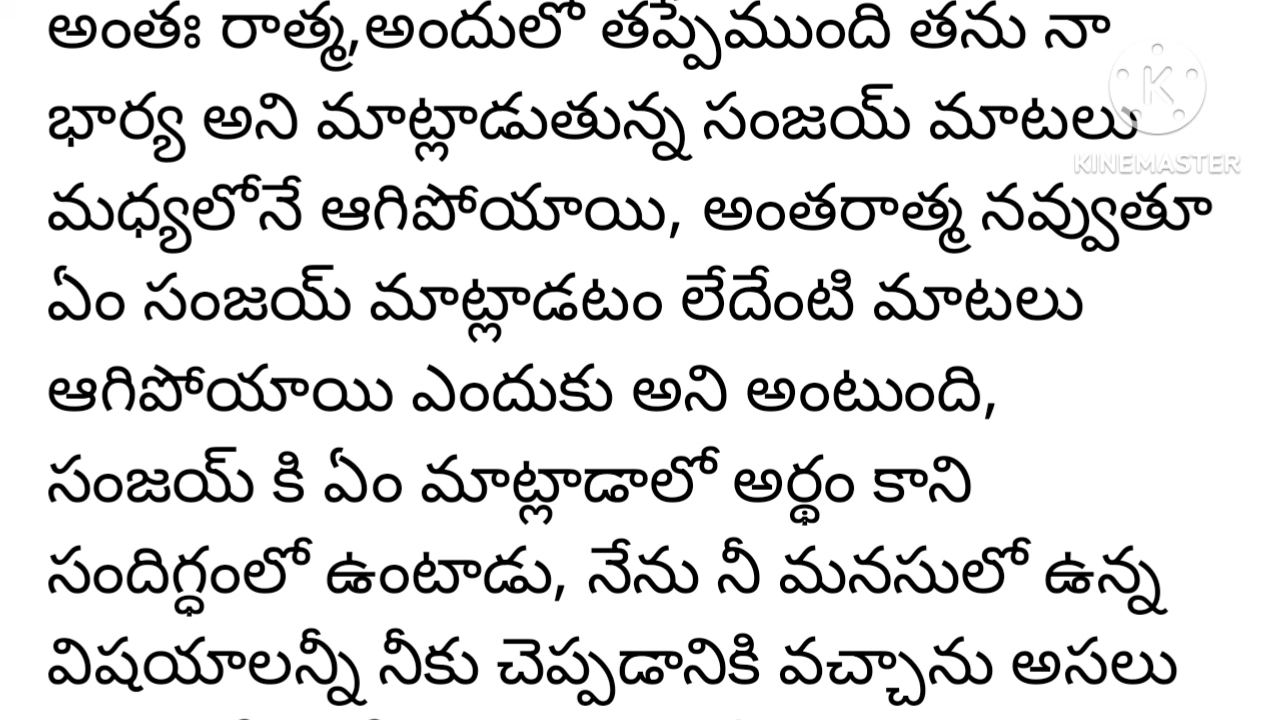 అంతః రాత్మ,అందులో తప్పేముంది తను నా
భార్య అని మాట్లాడుతున్న సంజయ్ మాటలు
మధ్యలోనే ఆగిపోయాయి, అంతరాత్మ నవ్వుతూ
ఏం సంజయ్ మాట్లాడటం లేదేంటి మాటలు
ఆగిపోయాయి ఎందుకు అని అంటుంది,
సంజయ్ కి ఏం మాట్లాడాలో అర్థం కాని
సందిగ్ధంలో ఉంటాడు, నేను నీ మనసులో ఉన్న
విషయాలన్నీ నీకు చెప్పడానికి వచ్చాను అసలు
K
KINEMASTER